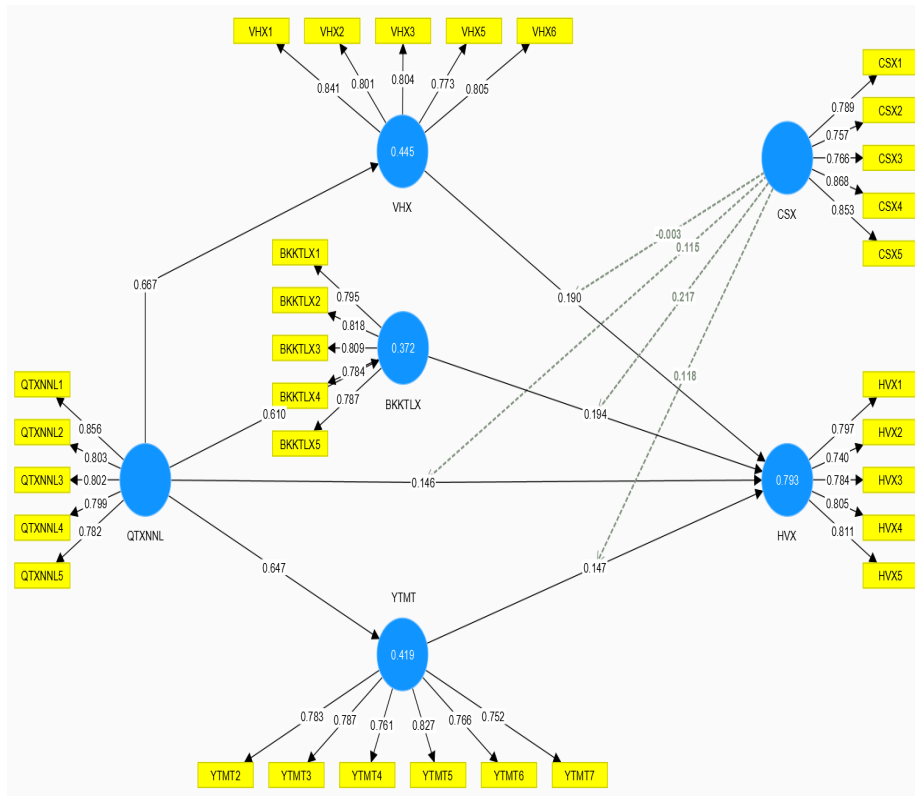 VHX1
VHX2
VHX3
VHX5
VHX6
0.841
0.801
0.804
0.773
0.805
0.445
VHX
CSX1
CSX2
CSX3
CSX4
CSX5
0.789
0.757
0.766
0.868
0.853
CSX
-0.003
0.115
0.217
0.118
0.667
0.190
BKKTLX1
BKKTLX2
BKKTLX3
BKKTLX4
BKKTLX5
0.795
0.818
0.809
0.784
0.787
0.372
BKKTLX
0.610
0.194
QTXNNL1
QTXNNL2
QTXNNL3
QTXNNL4
QTXNNL5
0.856
0.803
0.802
0.799
0.782
QTXNNL
0.146
HVX1
HVX2
HVX3
HVX4
HVX5
0.797
0.740
0.784
0.805
0.811
0.793
HVX
0.647
0.147
YTMT
0.419
0.783
0.787
0.761
0.827
0.766
0.752
YTMT2
YTMT3
YTMT4
YTMT5
YTMT6
YTMT7